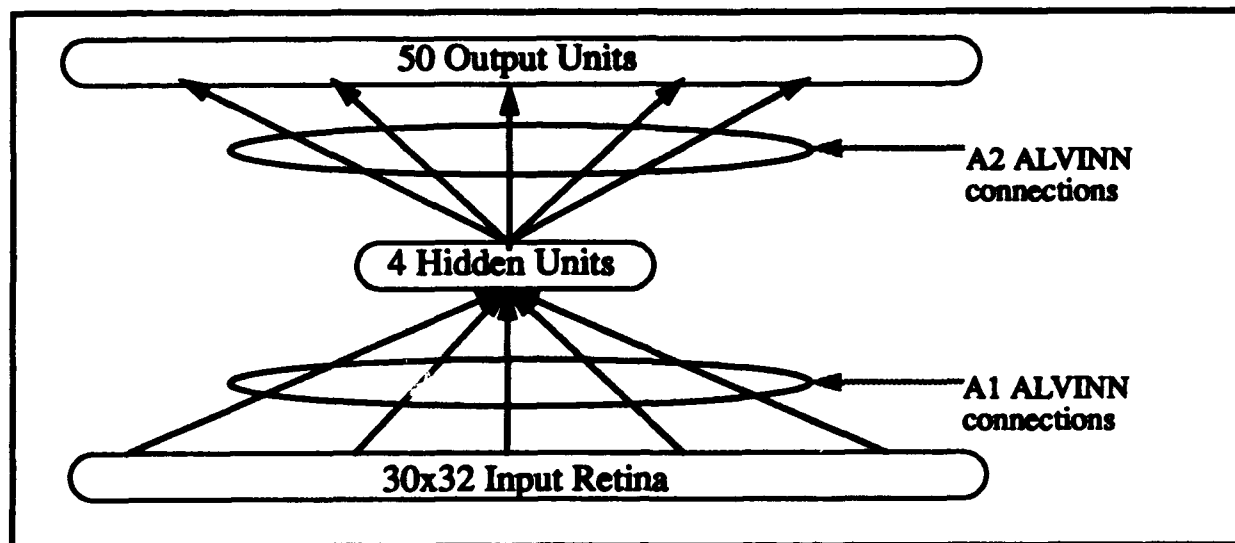 50 Output Units
A2 ALVINN
connections
4 Hidden Units
A1 ALVINN
connections
30x32 Input Retina